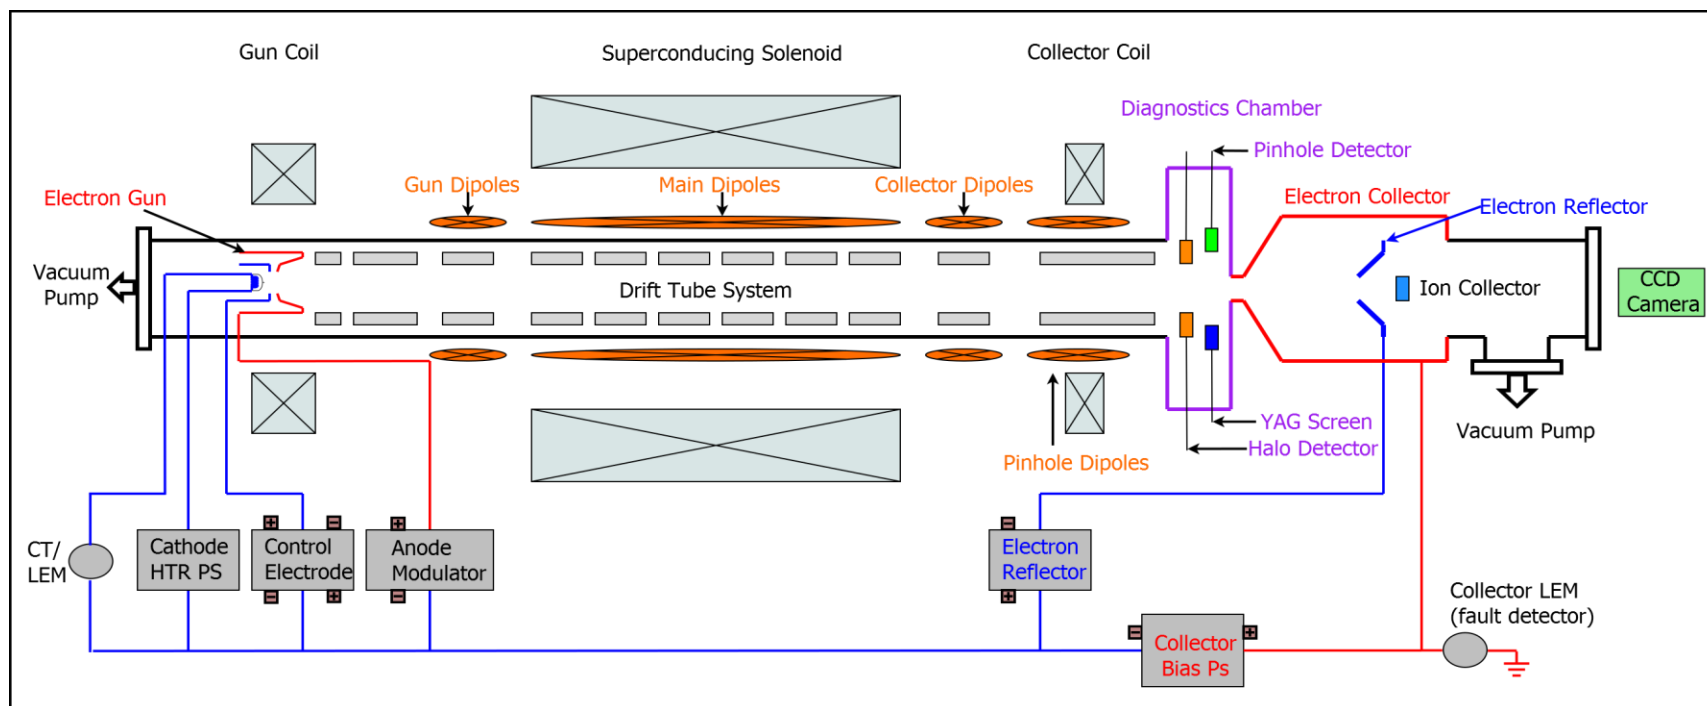 Gun Coil
Superconducing Solenoid
Collector Coil
Diagnostics Chamber
Pinhole Detector
Gun Dipoles
Main Dipoles
Collector Dipoles
Electron Gun
Electron Collector
Electron Reflector
Vacuum
Pump
Drift Tube System
Ion Collector
CCD
Camera
YAG Screen
Halo Detector
Pinhole Dipoles
Vacuum Pump
CT/
LEM
Cathode
HTR PS
+
-
Control
Electrode
-
+
+
Anode
Modulator
-
-
Electron
Reflector
+
-
Collector
Bias Ps
+
Collector LEM
(fault detector)